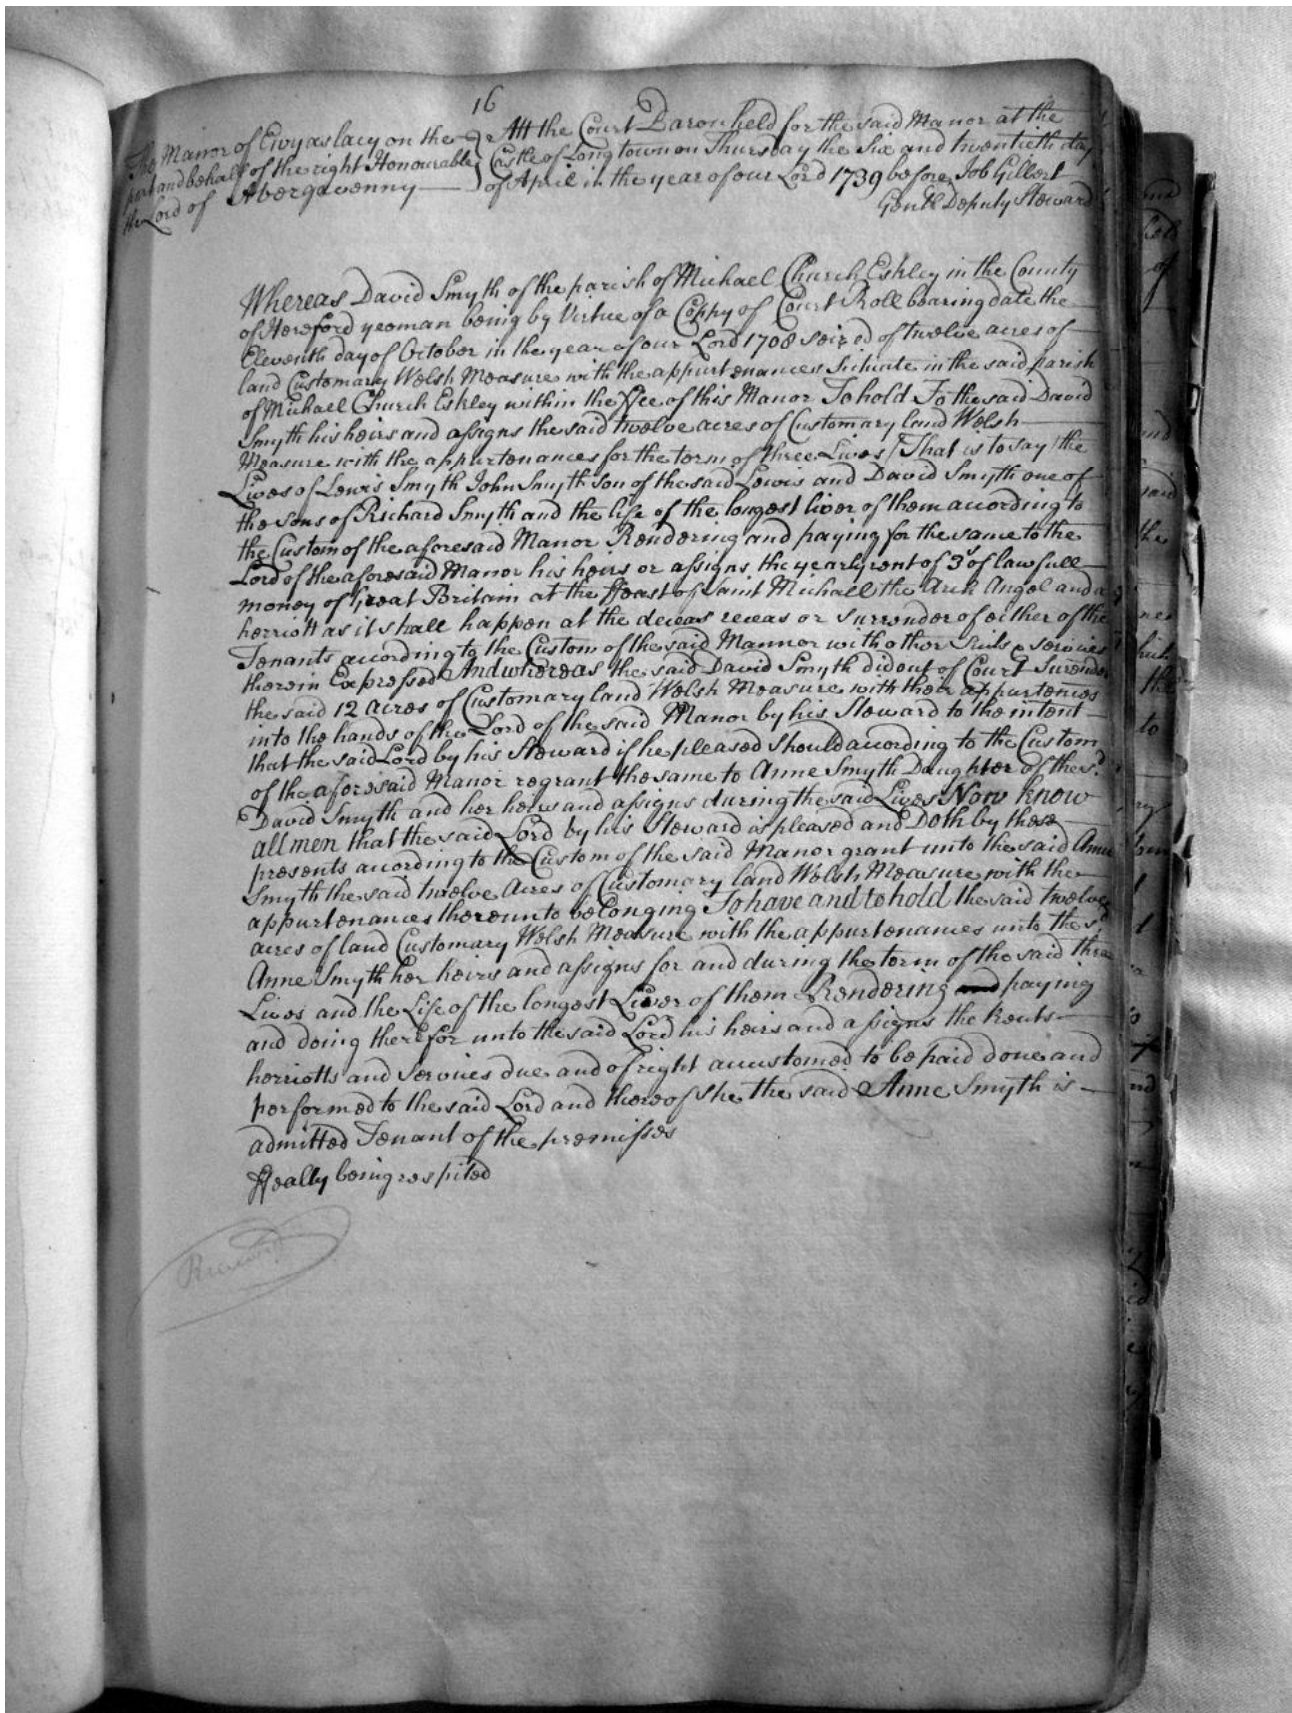 16
The Manor of Ewyaslacy on the
part and behalf of the right Honourable
the Lord of Abergavenny
Att the Court Baron held for the said Manor at the
Castle of Longtown on Thursday the Six and twentieth day
of April in the year of our Lord 1739 before Job Gillert
Gentl Deputy Steward
Whereas David Smyth of the parish of Michael Church Eskley in the County
of Hereford yeoman being by Virtue of a Coppy of Court Roll bearing date the
Eleventh day of October in the year of our Lord 1708 seized of twelve acres of
land Customary Welsh Measure with the appurtenances Situate in the said parish
of Michael Church Eskley within the ffee of this Manor To hold To the said David
Smyth his heirs and assigns the said twelve acres of Customary land Welsh
Measure with the appurtenances for the term of three Lives (That is to say) the
Lives of Lewis Smyth John Smyth son of the said Lewis and David Smyth one of
the sons of Richard Smyth and the life of the longest liver of them according to
the Custom of the aforesaid Manor Rendering and paying for the same to the
Lord of the aforesaid Manor his heirs or assigns the yearly rent of 3s of lawfull
money of Great Britain at the ffeast of Saint Michall the Arch Angel and a
herriott as it shall happen at the deceas receas or surrender of either of the
Tenants according to the Custom of the said Mannor with other Suits & services
therein Expressed And whereas the said David Smyth did out of Court Surender
the said 12 acres of Customary land Welsh Measure with their appurtences
into the hands of the Lord of the said Manor by his Steward to the intent
that the said Lord by his Steward if he pleased should acording to the Custom
of the aforesaid Manor regrant the same to Anne Smyth Daughter of the sd
David Smyth and her heirs and assigns during the said Lives Now know
all men that the said Lord by his Steward is pleased and Doth by these
presents acording to the Custom of the said Manor grant unto the said Anne
Smyth the said twelve Acres of Customary land Welsh Measure with the
appurtenances thereunto belonging To have and to hold the said twelve
acres of land Customary Welsh Measure with the appurtenances unto the sd
Anne Smyth her heirs and assigns for and during the term of the said three
Lives and the Life of the longest Liver of them Rendering and paying
and doing therefor unto the said Lord his heirs and assigns the Rents
herriotts and Services due and of right accustomed to be paid done and
performed to the said Lord and thereof she the said Anne Smyth is
admitted Tenant of the premisses
ffealty being respited